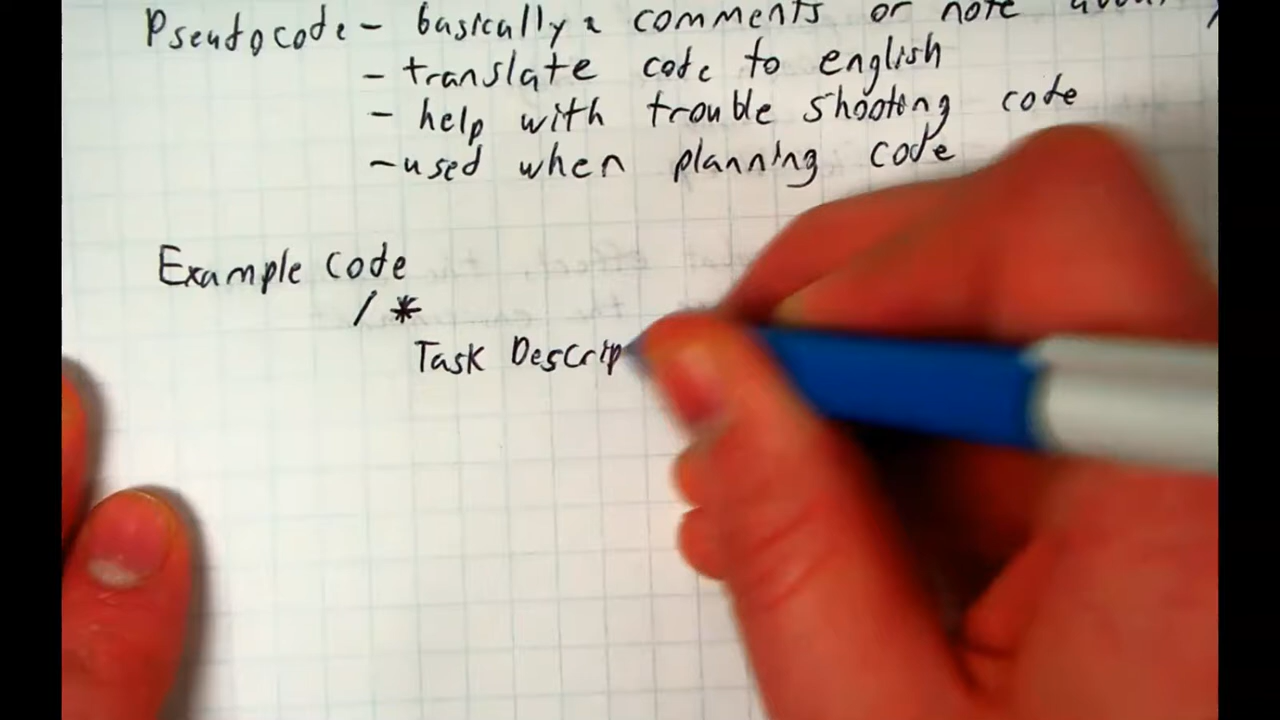 Pseudocode - basically a comments or note about
- translate code to english
- help with trouble shooting code
- used when planning code
Example Code
/ *
Task Descrip